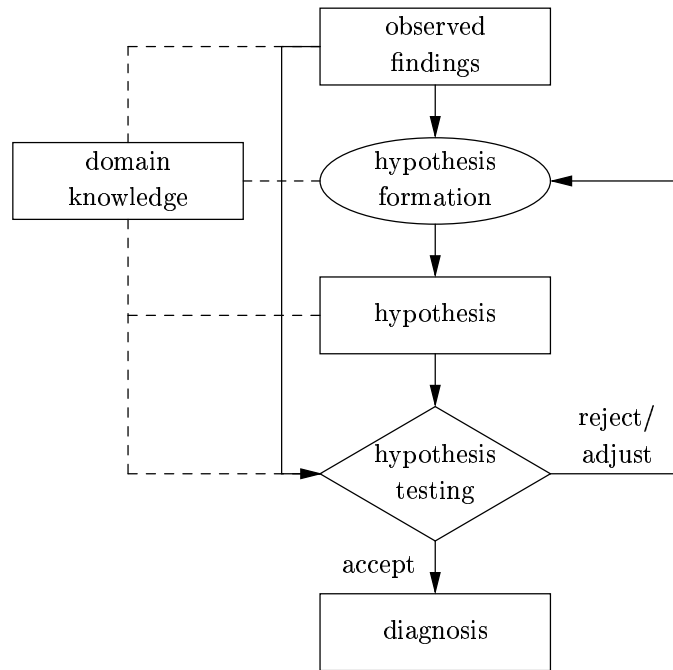 observed
findings
domain
knowledge
hypothesis
formation
hypothesis
hypothesis
testing
reject/
adjust
accept
diagnosis